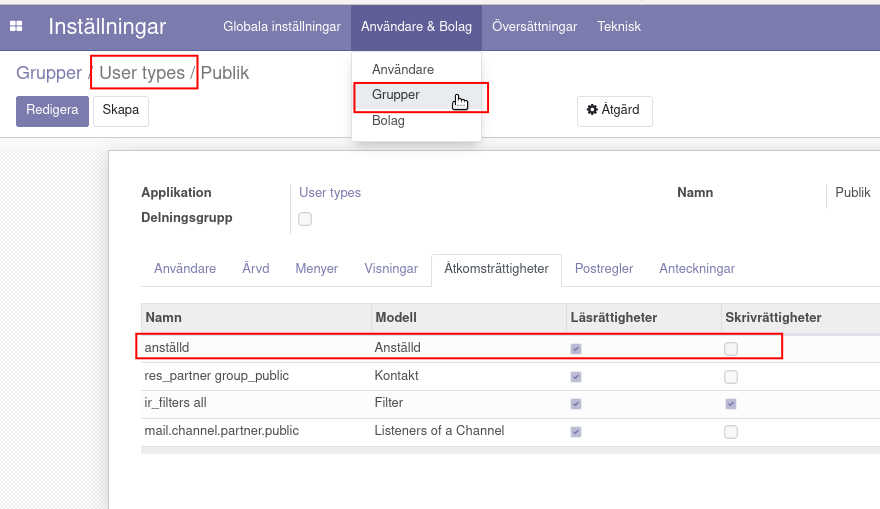 Inställningar Globala inställningar Användare & Bolag Översättningar Teknisk
Grupper / User types / Publik
Användare
Grupper
Bolag
Redigera Skapa Åtgärd
Applikation User types Namn Publik
Delningsgrupp
Användare Ärvd Menyer Visningar Åtkomsträttigheter Postregler Anteckningar
Namn Modell Läsrättigheter Skrivrättigheter
anställd Anställd
res_partner group_public Kontakt
ir_filters all Filter
mail.channel.partner.public Listeners of a Channel